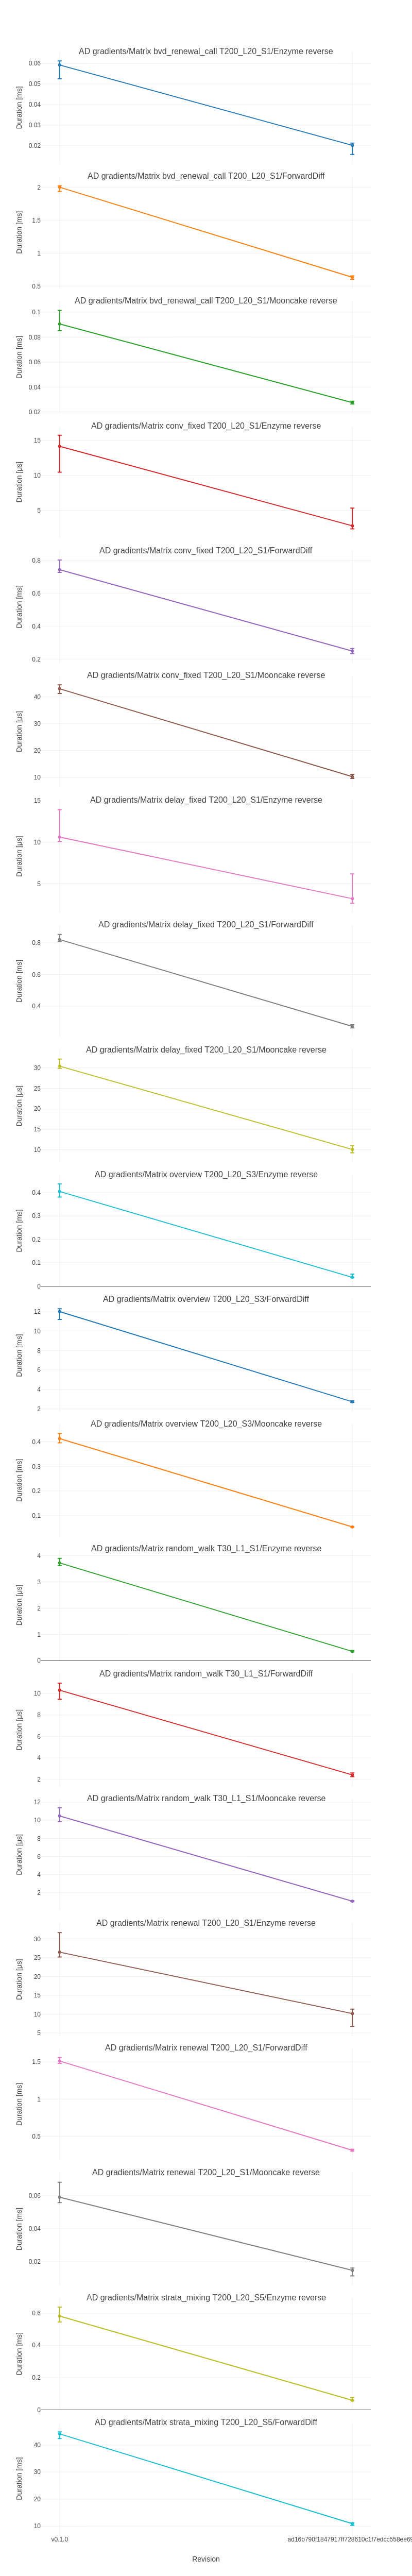 AD gradients/Matrix bvd_renewal_call T200_L20_S1/Enzyme reverse
0.06
0.05
0.04
0.03
0.02
Duration [ms]
AD gradients/Matrix bvd_renewal_call T200_L20_S1/ForwardDiff
2
1.5
1
0.5
Duration [ms]
AD gradients/Matrix bvd_renewal_call T200_L20_S1/Mooncake reverse
0.1
0.08
0.06
0.04
0.02
Duration [ms]
AD gradients/Matrix conv_fixed T200_L20_S1/Enzyme reverse
15
10
5
Duration [μs]
AD gradients/Matrix conv_fixed T200_L20_S1/ForwardDiff
0.8
0.6
0.4
0.2
Duration [ms]
AD gradients/Matrix conv_fixed T200_L20_S1/Mooncake reverse
40
30
20
10
Duration [μs]
AD gradients/Matrix delay_fixed T200_L20_S1/Enzyme reverse
15
10
5
Duration [μs]
AD gradients/Matrix delay_fixed T200_L20_S1/ForwardDiff
0.8
0.6
0.4
Duration [ms]
AD gradients/Matrix delay_fixed T200_L20_S1/Mooncake reverse
30
25
20
15
10
Duration [μs]
AD gradients/Matrix overview T200_L20_S3/Enzyme reverse
0.4
0.3
0.2
0.1
0
Duration [ms]
AD gradients/Matrix overview T200_L20_S3/ForwardDiff
12
10
8
6
4
2
Duration [ms]
AD gradients/Matrix overview T200_L20_S3/Mooncake reverse
0.4
0.3
0.2
0.1
Duration [ms]
AD gradients/Matrix random_walk T30_L1_S1/Enzyme reverse
4
3
2
1
0
Duration [μs]
AD gradients/Matrix random_walk T30_L1_S1/ForwardDiff
10
8
6
4
2
Duration [μs]
AD gradients/Matrix random_walk T30_L1_S1/Mooncake reverse
12
10
8
6
4
2
Duration [μs]
AD gradients/Matrix renewal T200_L20_S1/Enzyme reverse
30
25
20
15
10
5
Duration [μs]
AD gradients/Matrix renewal T200_L20_S1/ForwardDiff
1.5
1
0.5
Duration [ms]
AD gradients/Matrix renewal T200_L20_S1/Mooncake reverse
0.06
0.04
0.02
Duration [ms]
AD gradients/Matrix strata_mixing T200_L20_S5/Enzyme reverse
0.6
0.4
0.2
0
Duration [ms]
AD gradients/Matrix strata_mixing T200_L20_S5/ForwardDiff
40
30
20
10
Duration [ms]
v0.1.0
ad16b790f1847917ff728610c1f7edcc558ee69
Revision